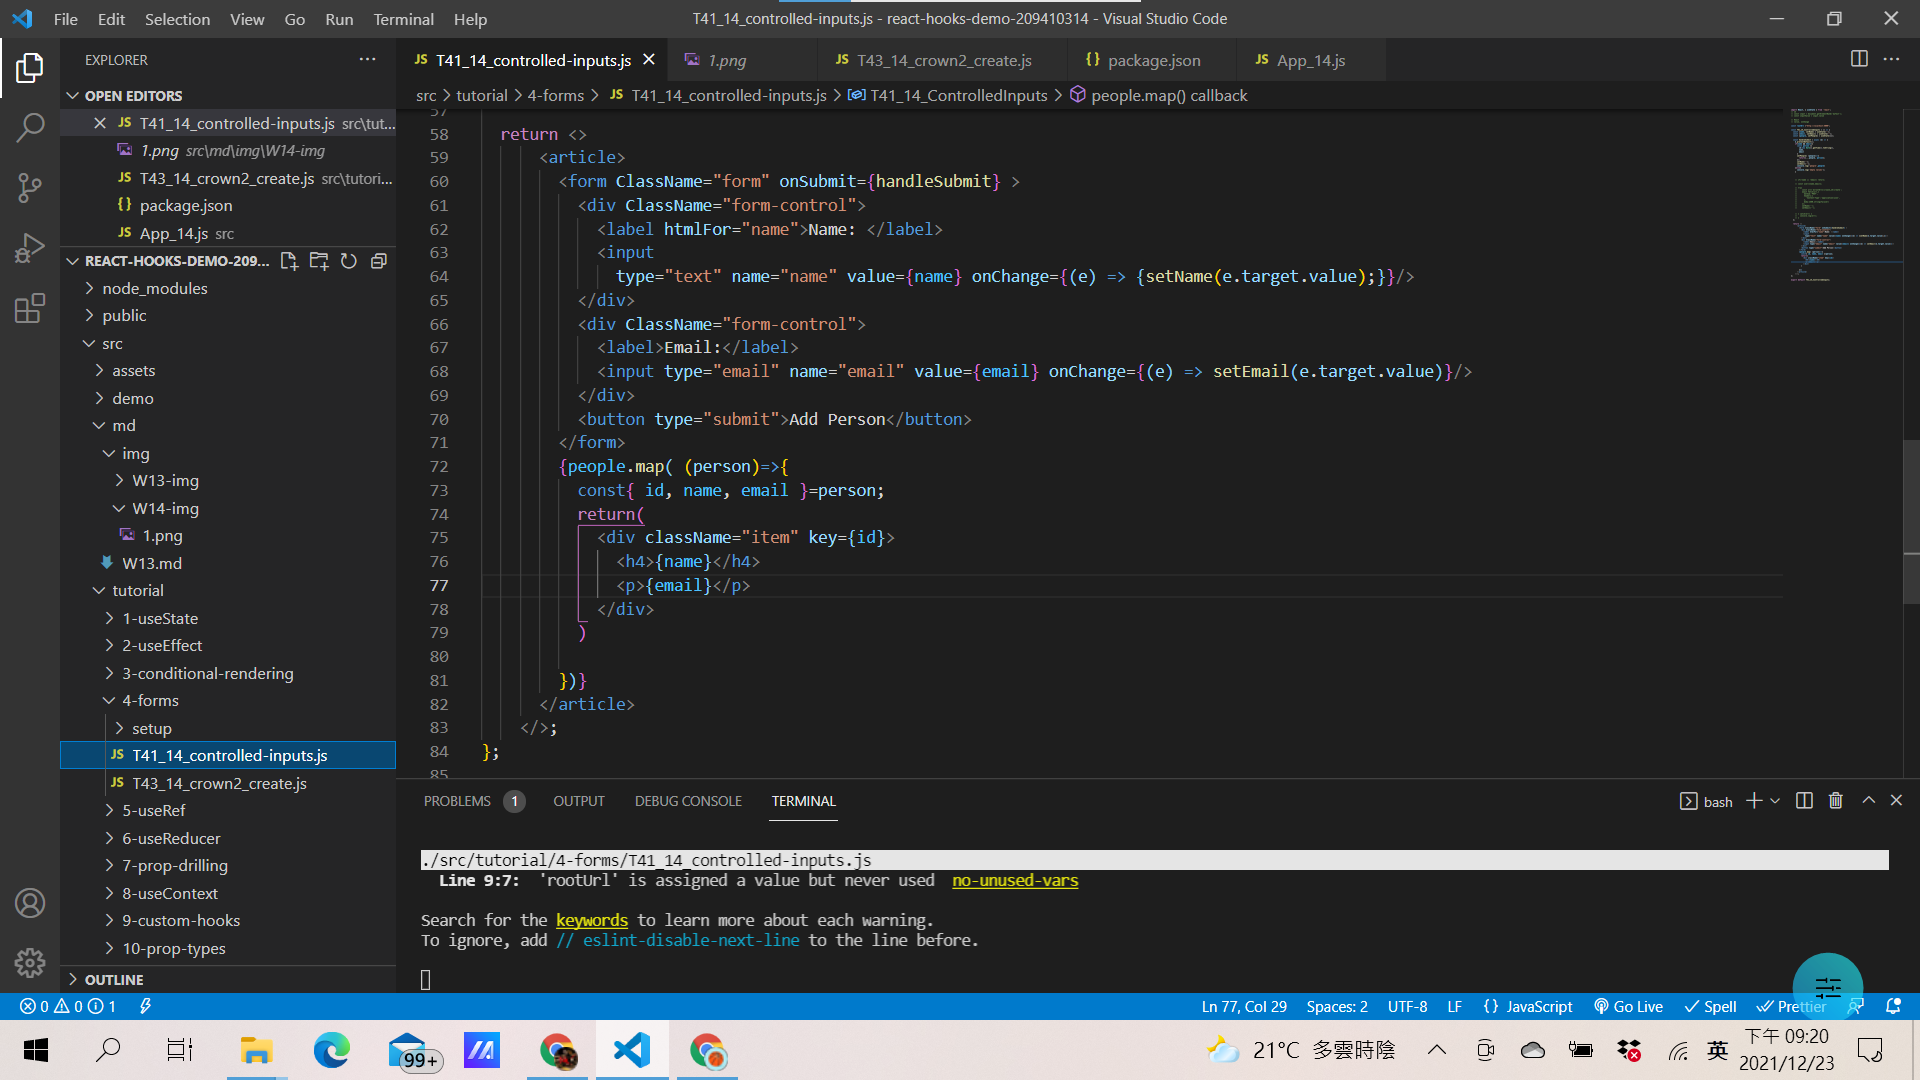 File Edit Selection View Go Run Terminal Help
T41_14_controlled-inputs.js - react-hooks-demo-209410314 - Visual Studio Code
EXPLORER
JS T41_14_controlled-inputs.js
1.png
JS T43_14_crown2_create.js
{} package.json
JS App_14.js
OPEN EDITORS
JS T41_14_controlled-inputs.js src\tut...
1.png src\md\img\W14-img
JS T43_14_crown2_create.js src\tutori...
{} package.json
JS App_14.js src
REACT-HOOKS-DEMO-209...
node_modules
public
src
assets
demo
md
img
W13-img
W14-img
1.png
W13.md
tutorial
1-useState
2-useEffect
3-conditional-rendering
4-forms
setup
JS T41_14_controlled-inputs.js
JS T43_14_crown2_create.js
5-useRef
6-useReducer
7-prop-drilling
8-useContext
9-custom-hooks
10-prop-types
OUTLINE
src > tutorial > 4-forms > JS T41_14_controlled-inputs.js > T41_14_ControlledInputs > people.map() callback
57
58 return <>
59 <article>
60 <form ClassName="form" onSubmit={handleSubmit} >
61 <div ClassName="form-control">
62 <label htmlFor="name">Name: </label>
63 <input
64 type="text" name="name" value={name} onChange={(e) => {setName(e.target.value);}}/>
65 </div>
66 <div ClassName="form-control">
67 <label>Email:</label>
68 <input type="email" name="email" value={email} onChange={(e) => setEmail(e.target.value)}/>
69 </div>
70 <button type="submit">Add Person</button>
71 </form>
72 {people.map( (person)=>{
73 const{ id, name, email }=person;
74 return(
75 <div className="item" key={id}>
76 <h4>{name}</h4>
77 <p>{email}</p>
78 </div>
79 )
80
81 })}
82 </article>
83 </>;
84 };
85
PROBLEMS 1 OUTPUT DEBUG CONSOLE TERMINAL
bash
./src/tutorial/4-forms/T41_14_controlled-inputs.js
Line 9:7: 'rootUrl' is assigned a value but never used no-unused-vars
Search for the keywords to learn more about each warning.
To ignore, add // eslint-disable-next-line to the line before.
0 0 1
Ln 77, Col 29 Spaces: 2 UTF-8 LF {} JavaScript Go Live Spell Prettier
99+
21°C 多雲時陰
英
下午 09:20
2021/12/23